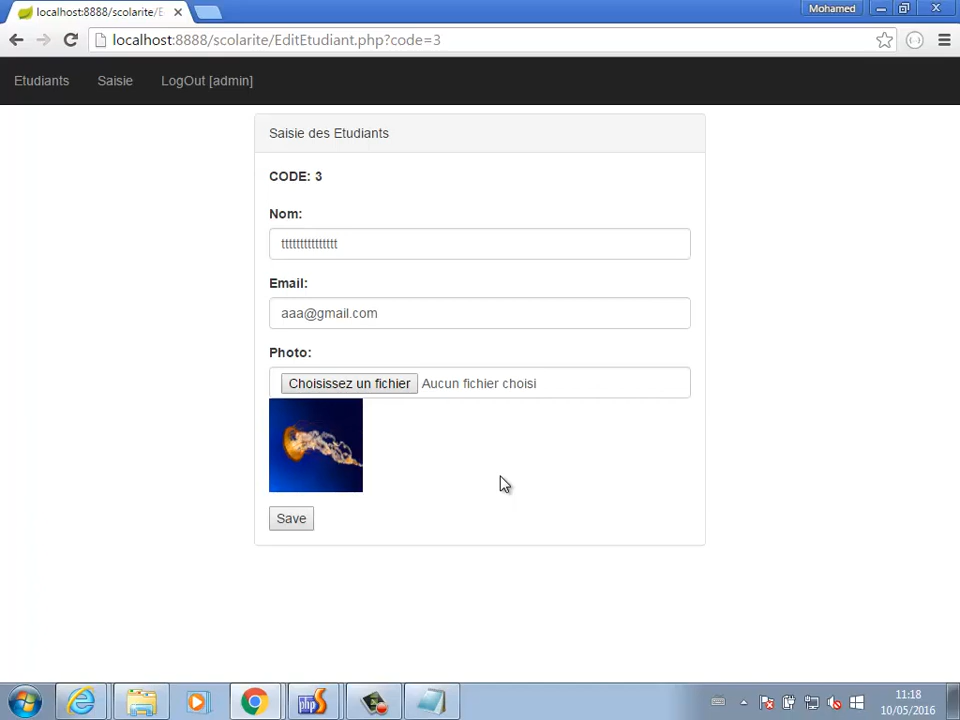 localhost:8888/scolarite/E
Mohamed
localhost:8888/scolarite/EditEtudiant.php?code=3
Etudiants Saisie LogOut [admin]
Saisie des Etudiants
CODE: 3
Nom:
ttttttttttttttt
Email:
aaa@gmail.com
Photo:
Choisissez un fichier Aucun fichier choisi
Save
php
11:18
10/05/2016